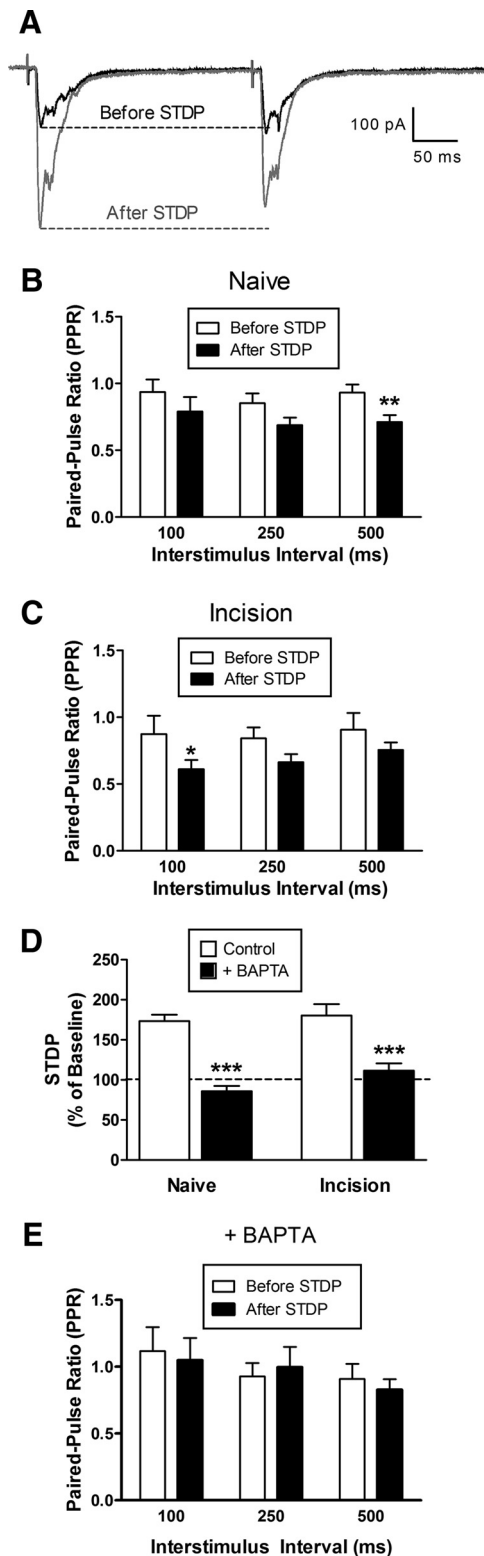 A
Before STDP
100 pA
50 ms
After STDP
B
Naive
Before STDP
After STDP
Paired-Pulse Ratio (PPR)
1.5
1.0
0.5
0.0
**
100 250 500
Interstimulus Interval (ms)
C
Incision
Before STDP
After STDP
Paired-Pulse Ratio (PPR)
1.5
1.0
0.5
0.0
*
100 250 500
Interstimulus Interval (ms)
D
Control
+ BAPTA
STDP
(% of Baseline)
250
200
150
100
50
0
***
***
Naive Incision
E
+ BAPTA
Before STDP
After STDP
Paired-Pulse Ratio (PPR)
1.5
1.0
0.5
0.0
100 250 500
Interstimulus Interval (ms)